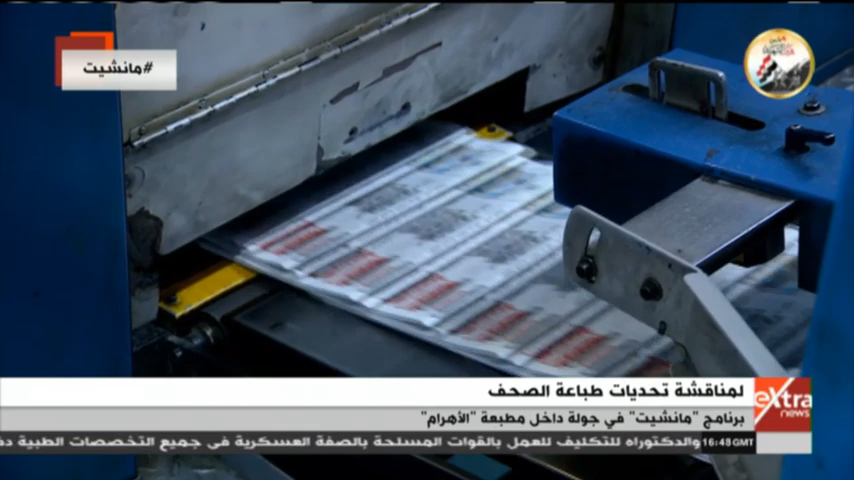 #مانشيت
لمناقشة تحديات طباعة الصحف
برنامج "مانشيت" في جولة داخل مطبعة "الأهرام"
eXtra news
والدكتوراه للتكليف للعمل بالقوات المسلحة بالصفة العسكرية فى جميع التخصصات الطبية
16:48 GMT